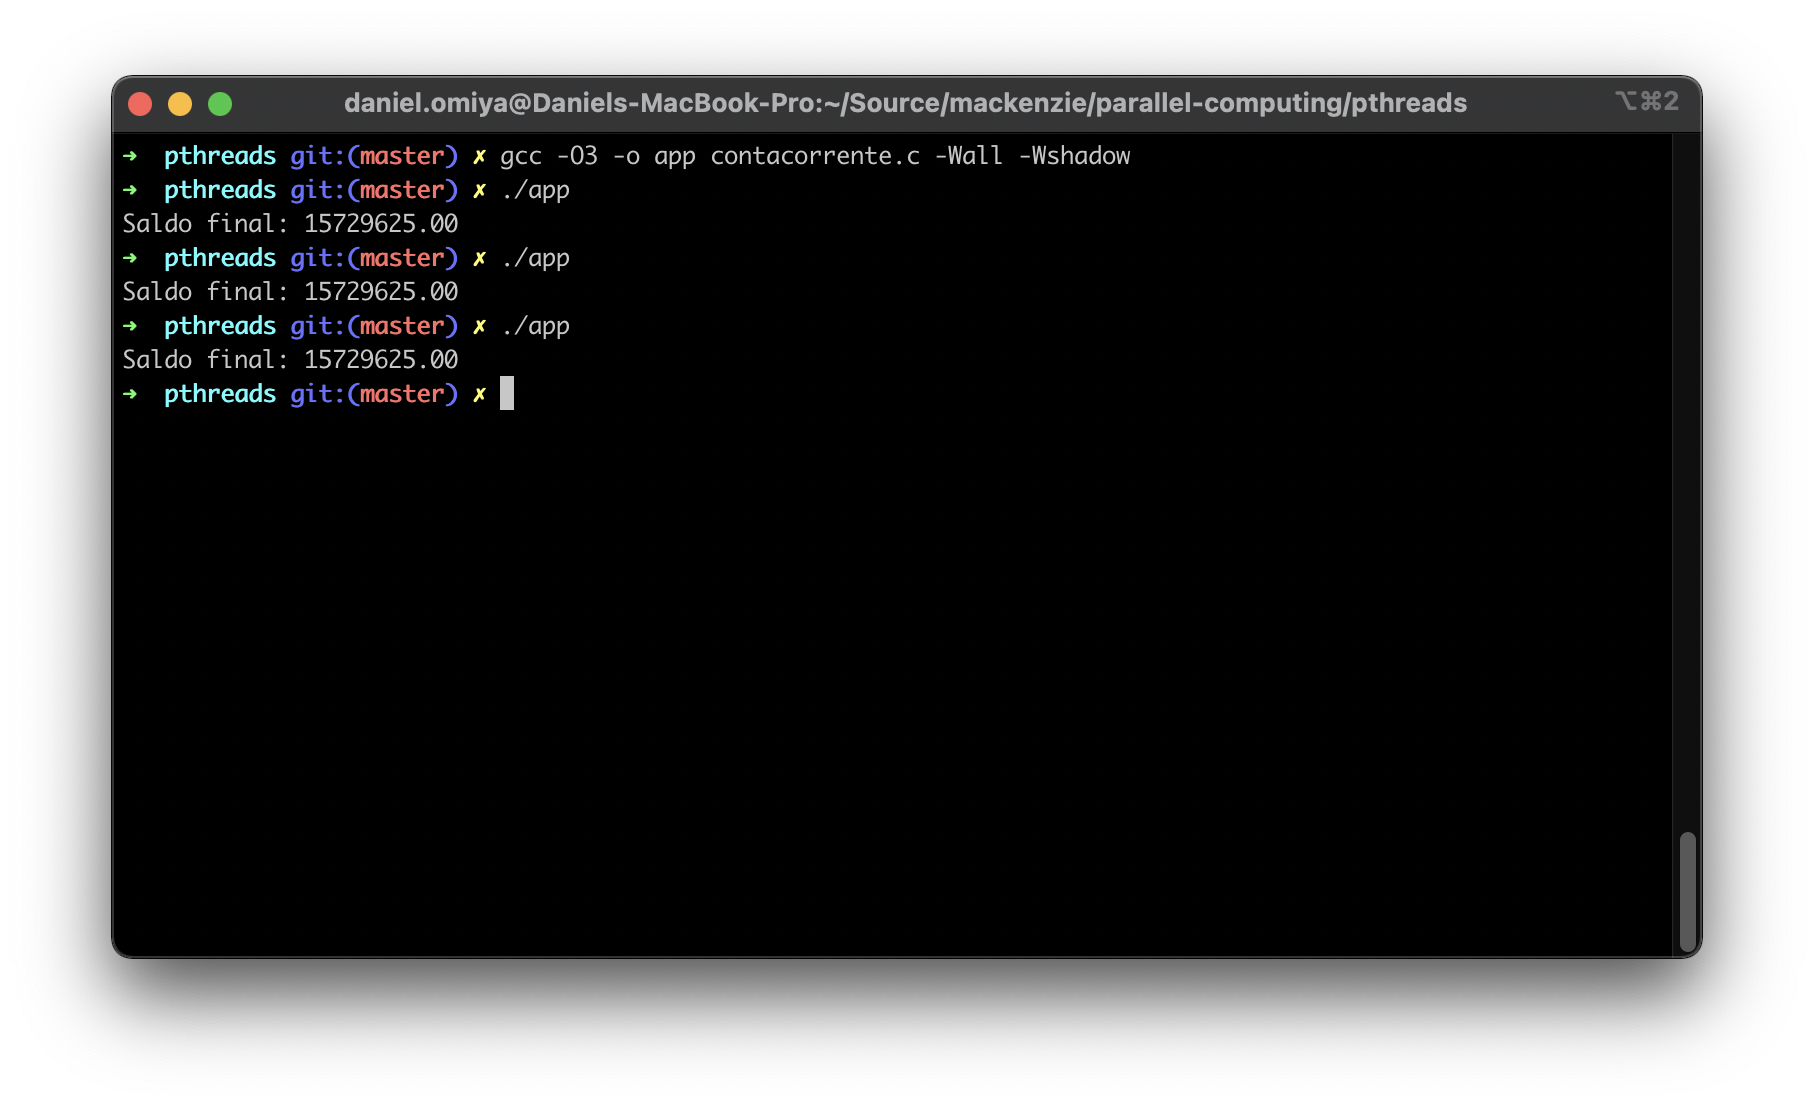 daniel.omiya@Daniels-MacBook-Pro:~/Source/mackenzie/parallel-computing/pthreads ⌥⌘2
➜ pthreads git:(master) ✗ gcc -O3 -o app contacorrente.c -Wall -Wshadow
➜ pthreads git:(master) ✗ ./app
Saldo final: 15729625.00
➜ pthreads git:(master) ✗ ./app
Saldo final: 15729625.00
➜ pthreads git:(master) ✗ ./app
Saldo final: 15729625.00
➜ pthreads git:(master) ✗